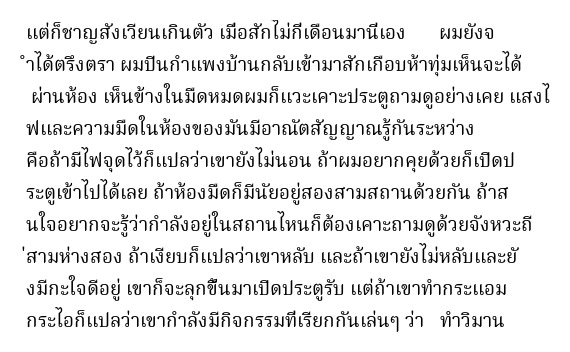 แต่ก็ชาญสังเวียนเกินตัว เมื่อสักไม่กี่เดือนมานี่เอง ผมยังจ
ำได้ตรึงตรา ผมปีนกำแพงบ้านกลับเข้ามาสักเกือบห้าทุ่มเห็นจะได้
ผ่านห้อง เห็นข้างในมืดหมดผมก็แวะเคาะประตูถามดูอย่างเคย แสงไ
ฟและความมืดในห้องของมันมีอาณัตสัญญาณรู้กันระหว่าง
คือถ้ามีไฟจุดไว้ก็แปลว่าเขายังไม่นอน ถ้าผมอยากคุยด้วยก็เปิดป
ระตูเข้าไปได้เลย ถ้าห้องมืดก็มีนัยอยู่สองสามสถานด้วยกัน ถ้าส
นใจอยากจะรู้ว่ากำลังอยู่ในสถานไหนก็ต้องเคาะถามดูด้วยจังหวะถี
่สามห่างสอง ถ้าเงียบก็แปลว่าเขาหลับ และถ้าเขายังไม่หลับและยั
งมีกะใจดีอยู่ เขาก็จะลุกขึ้นมาเปิดประตูรับ แต่ถ้าเขาทำกระแอม
กระไอก็แปลว่าเขากำลังมีกิจกรรมที่เรียกกันเล่นๆ ว่า ทำวิมาน